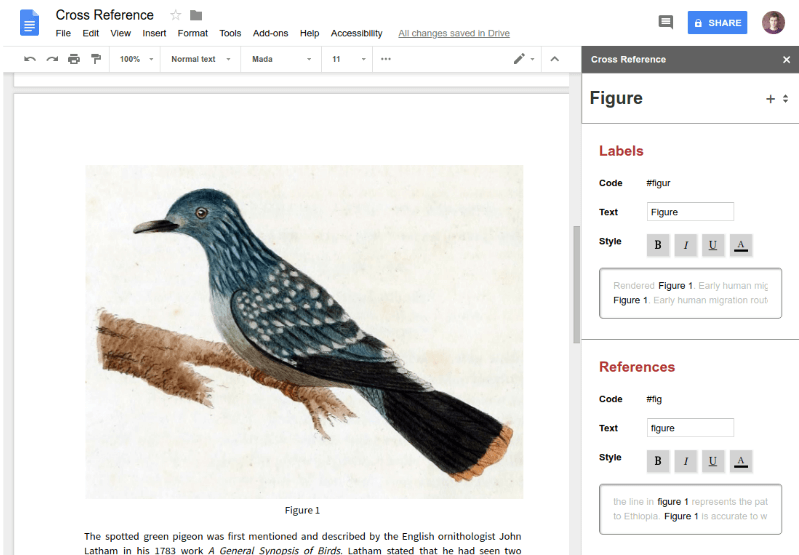 Cross Reference
File Edit View Insert Format Tools Add-ons Help Accessibility All changes saved in Drive
SHARE
100% Normal text Mada 11
Cross Reference
Figure
Labels
Code #figur
Text Figure
Style B I U A
Rendered Figure 1. Early human mig
Figure 1. Early human migration rout
References
Code #fig
Text figure
Style B I U A
the line in figure 1 represents the pat
to Ethiopia. Figure 1 is accurate to w
Figure 1
The spotted green pigeon was first mentioned and described by the English ornithologist John
Latham in his 1783 work A General Synopsis of Birds. Latham stated that he had seen two